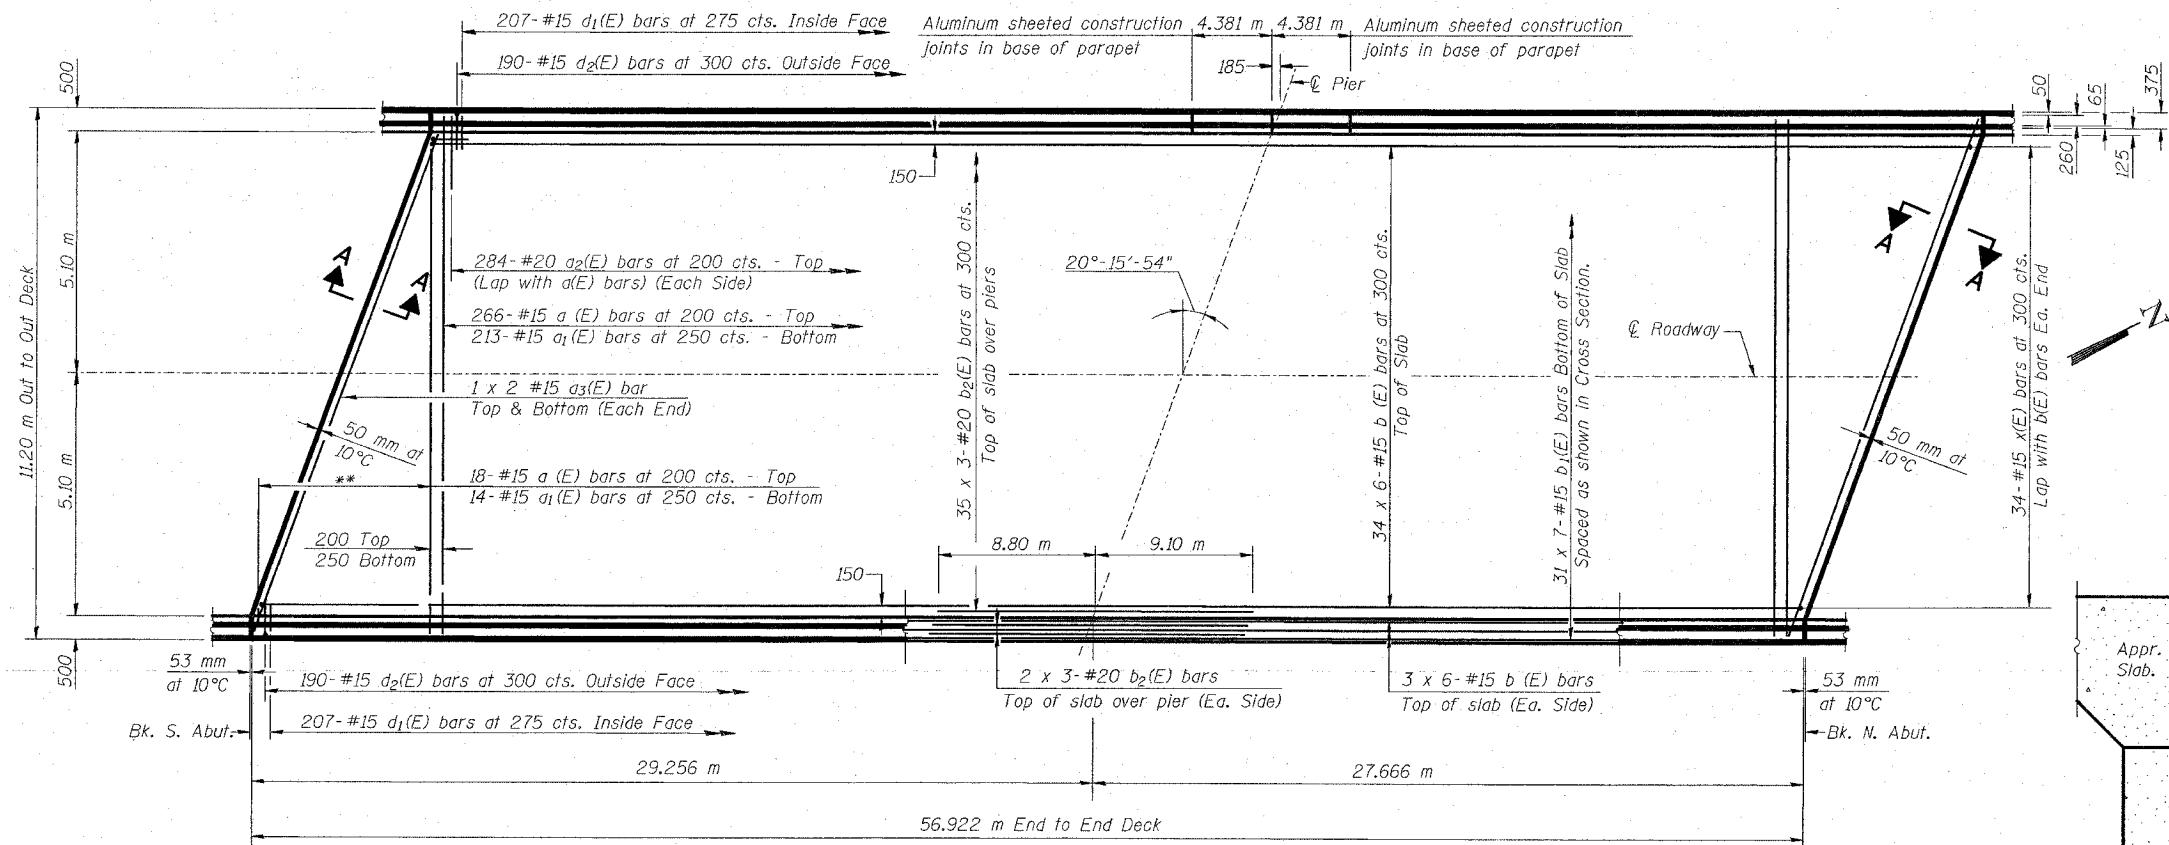 207- #15 d1(E) bars at 275 cts. Inside Face
Aluminum sheeted construction
joints in base of parapet
4.381 m
4.381 m
Aluminum sheeted construction
joints in base of parapet
190- #15 d2(E) bars at 300 cts. Outside Face
185
℄ Pier
500
50
65
375
260
125
150
11.20 m Out to Out Deck
5.10 m
5.10 m
500
A
A
284- #20 a2(E) bars at 200 cts. - Top
(Lap with a(E) bars) (Each Side)
266- #15 a (E) bars at 200 cts. - Top
213- #15 a1(E) bars at 250 cts. - Bottom
1 x 2 #15 a3(E) bar
Top & Bottom (Each End)
50 mm at
10°C
**
18- #15 a (E) bars at 200 cts. - Top
14- #15 a1(E) bars at 250 cts. - Bottom
200 Top
250 Bottom
35 x 3- #20 b2(E) bars at 300 cts.
Top of slab over piers
20°-15'-54"
34 x 6- #15 b (E) bars at 300 cts.
Top of Slab
31 x 7- #15 b1(E) bars Bottom of Slab
Spaced as shown in Cross Section.
℄ Roadway
A
A
50 mm at
10°C
34- #15 x(E) bars at 300 cts.
Lap with b(E) bars Ea. End
N
8.80 m
9.10 m
150
53 mm
at 10°C
190- #15 d2(E) bars at 300 cts. Outside Face
2 x 3- #20 b2(E) bars
Top of slab over pier (Ea. Side)
3 x 6- #15 b (E) bars
Top of slab (Ea. Side)
53 mm
at 10°C
Appr.
Slab.
Bk. S. Abut.
207- #15 d1(E) bars at 275 cts. Inside Face
Bk. N. Abut.
29.256 m
27.666 m
56.922 m End to End Deck